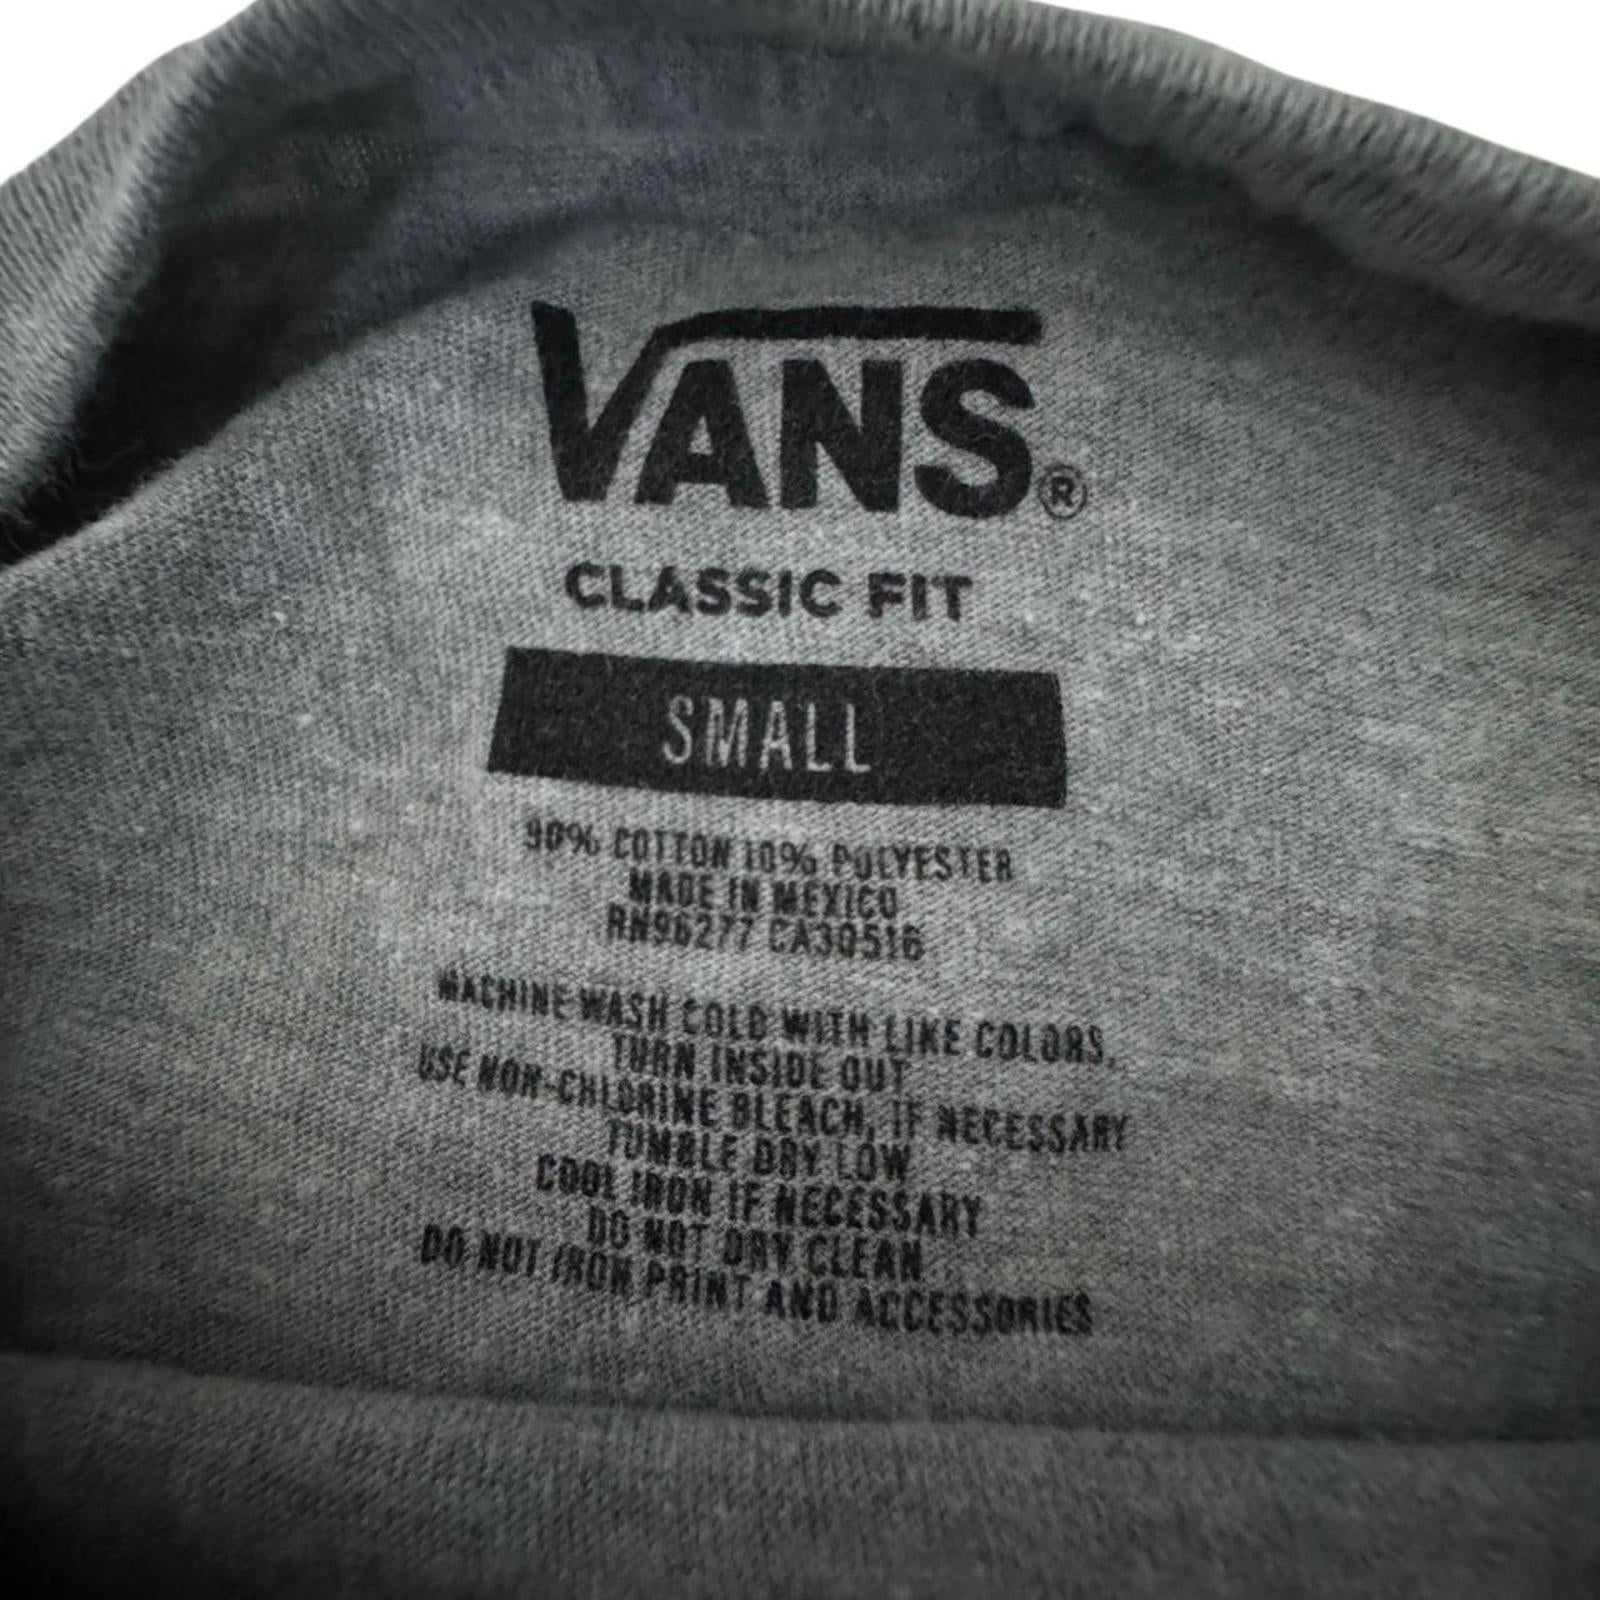 VANS®
CLASSIC FIT
SMALL
90% COTTON 10% POLYESTER
MADE IN MEXICO
RN96277 CA30516
MACHINE WASH COLD WITH LIKE COLORS,
TURN INSIDE OUT
USE NON-CHLORINE BLEACH, IF NECESSARY
TUMBLE DRY LOW
COOL IRON IF NECESSARY
DO NOT DRY CLEAN
DO NOT IRON PRINT AND ACCESSORIES